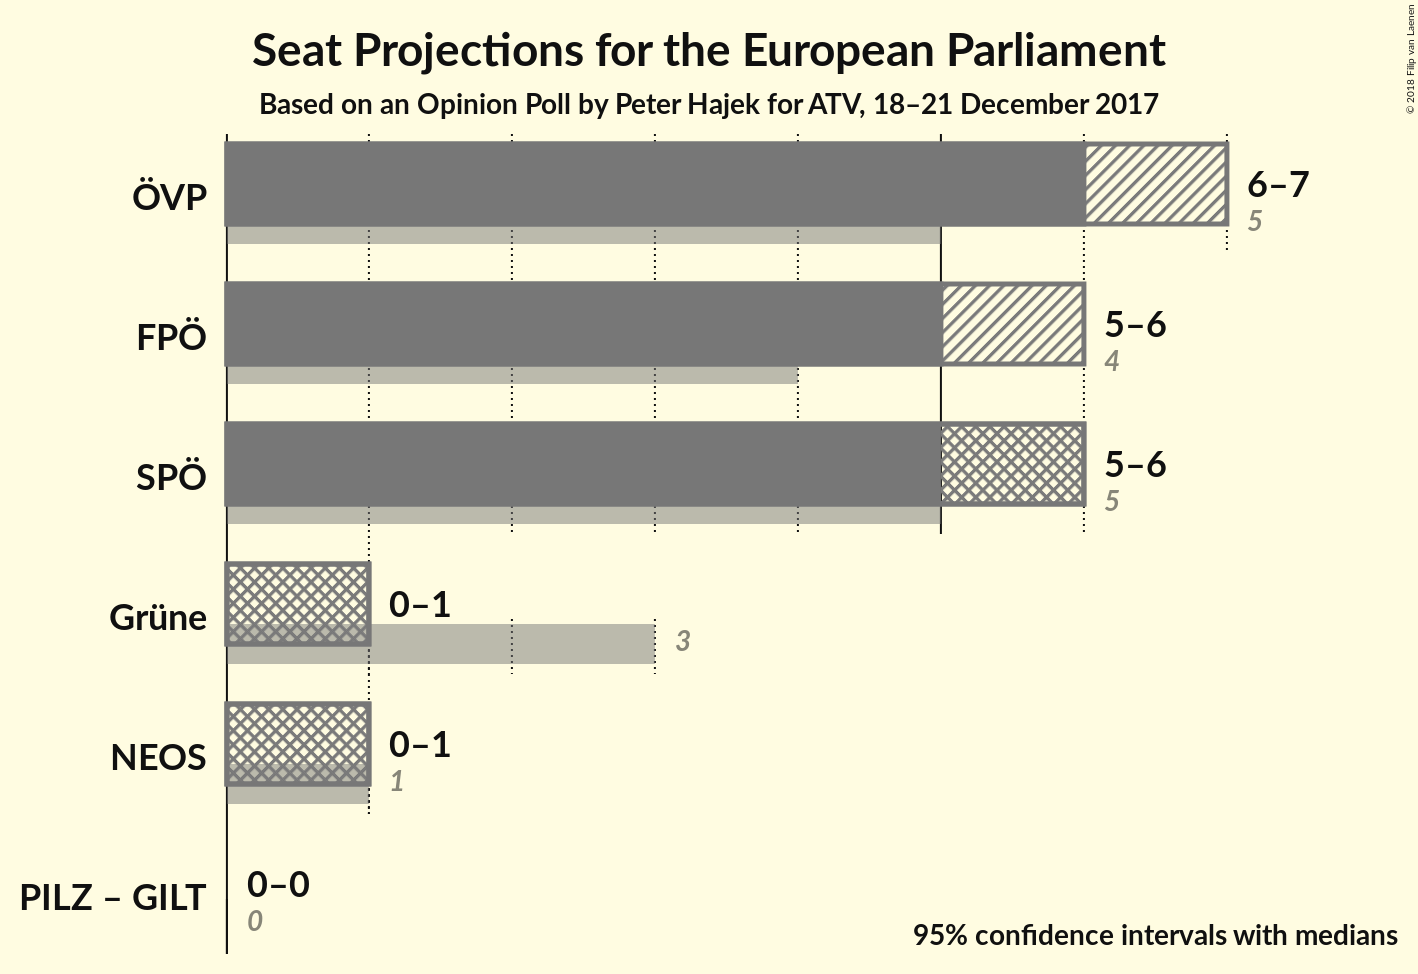 Seat Projections for the European Parliament
Based on an Opinion Poll by Peter Hajek for ATV, 18–21 December 2017
© 2018 Filip van Laenen
ÖVP
6–7
5
FPÖ
5–6
4
SPÖ
5–6
5
Grüne
0–1
3
NEOS
0–1
1
PILZ – GILT
0–0
0
95% confidence intervals with medians